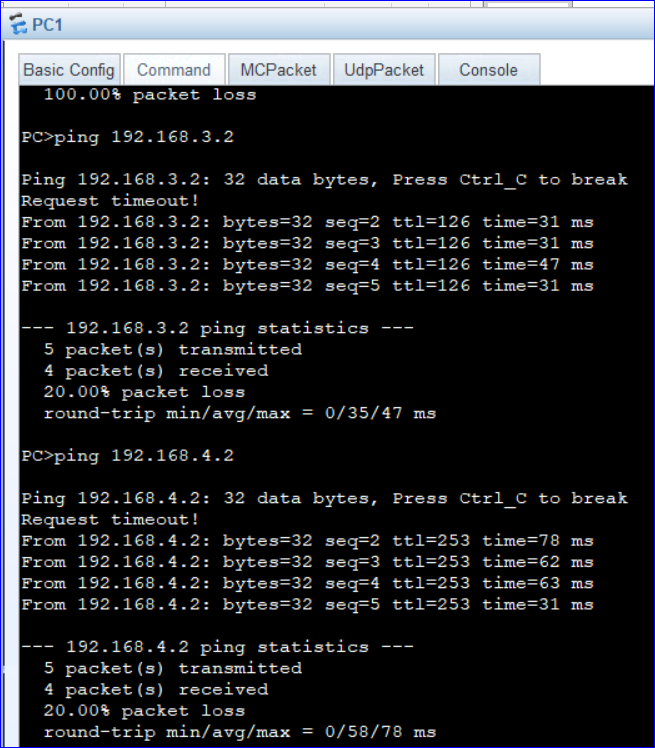 PC1
Basic Config Command MCPacket UdpPacket Console
100.00% packet loss
PC>ping 192.168.3.2
Ping 192.168.3.2: 32 data bytes, Press Ctrl_C to break
Request timeout!
From 192.168.3.2: bytes=32 seq=2 ttl=126 time=31 ms
From 192.168.3.2: bytes=32 seq=3 ttl=126 time=31 ms
From 192.168.3.2: bytes=32 seq=4 ttl=126 time=47 ms
From 192.168.3.2: bytes=32 seq=5 ttl=126 time=31 ms
--- 192.168.3.2 ping statistics ---
5 packet(s) transmitted
4 packet(s) received
20.00% packet loss
round-trip min/avg/max = 0/35/47 ms
PC>ping 192.168.4.2
Ping 192.168.4.2: 32 data bytes, Press Ctrl_C to break
Request timeout!
From 192.168.4.2: bytes=32 seq=2 ttl=253 time=78 ms
From 192.168.4.2: bytes=32 seq=3 ttl=253 time=62 ms
From 192.168.4.2: bytes=32 seq=4 ttl=253 time=63 ms
From 192.168.4.2: bytes=32 seq=5 ttl=253 time=31 ms
--- 192.168.4.2 ping statistics ---
5 packet(s) transmitted
4 packet(s) received
20.00% packet loss
round-trip min/avg/max = 0/58/78 ms